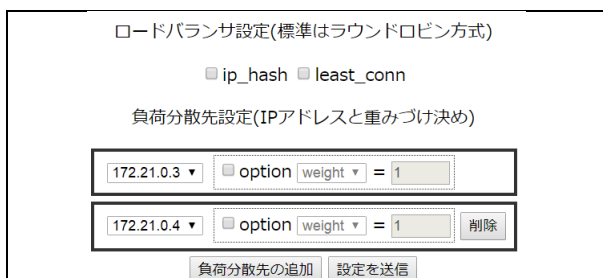 ロードバランサ設定(標準はラウンドロビン方式)
ip_hash least_conn
負荷分散先設定(IPアドレスと重みづけ決め)
172.21.0.3 option weight = 1
172.21.0.4 option weight = 1 削除
負荷分散先の追加 設定を送信